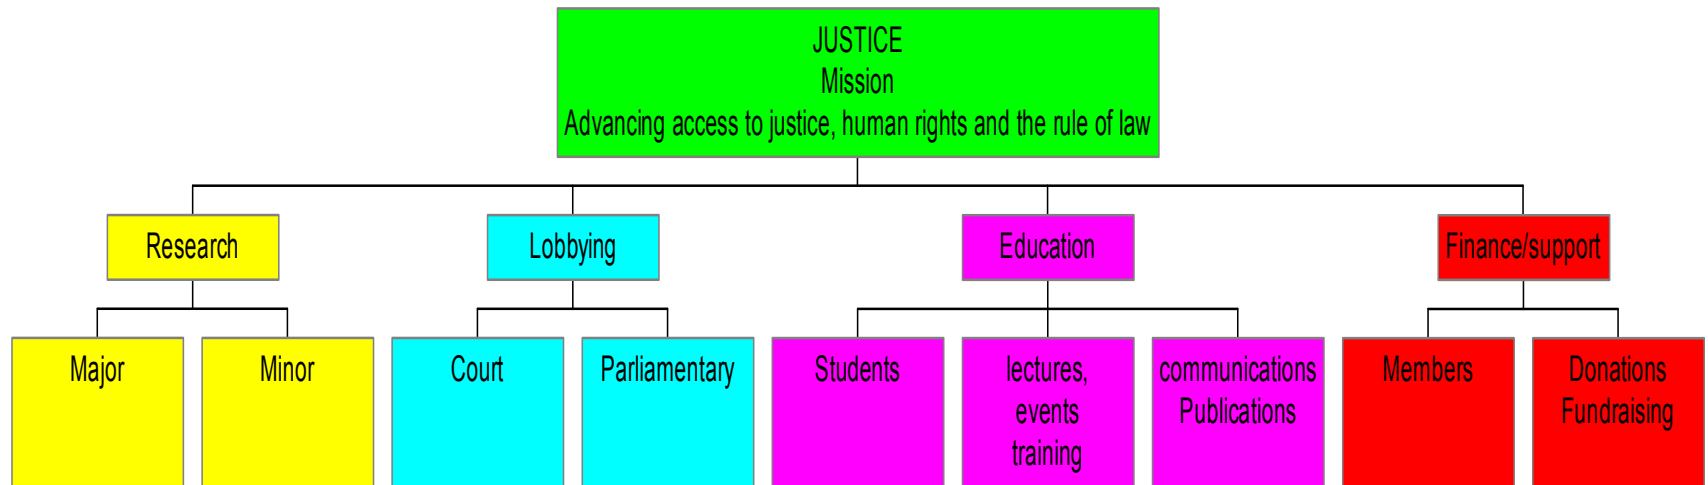 JUSTICE
Mission
Advancing access to justice, human rights and the rule of law
Research
Lobbying
Education
Finance/support
Major
Minor
Court
Parliamentary
Students
lectures,
events
training
communications
Publications
Members
Donations
Fundraising